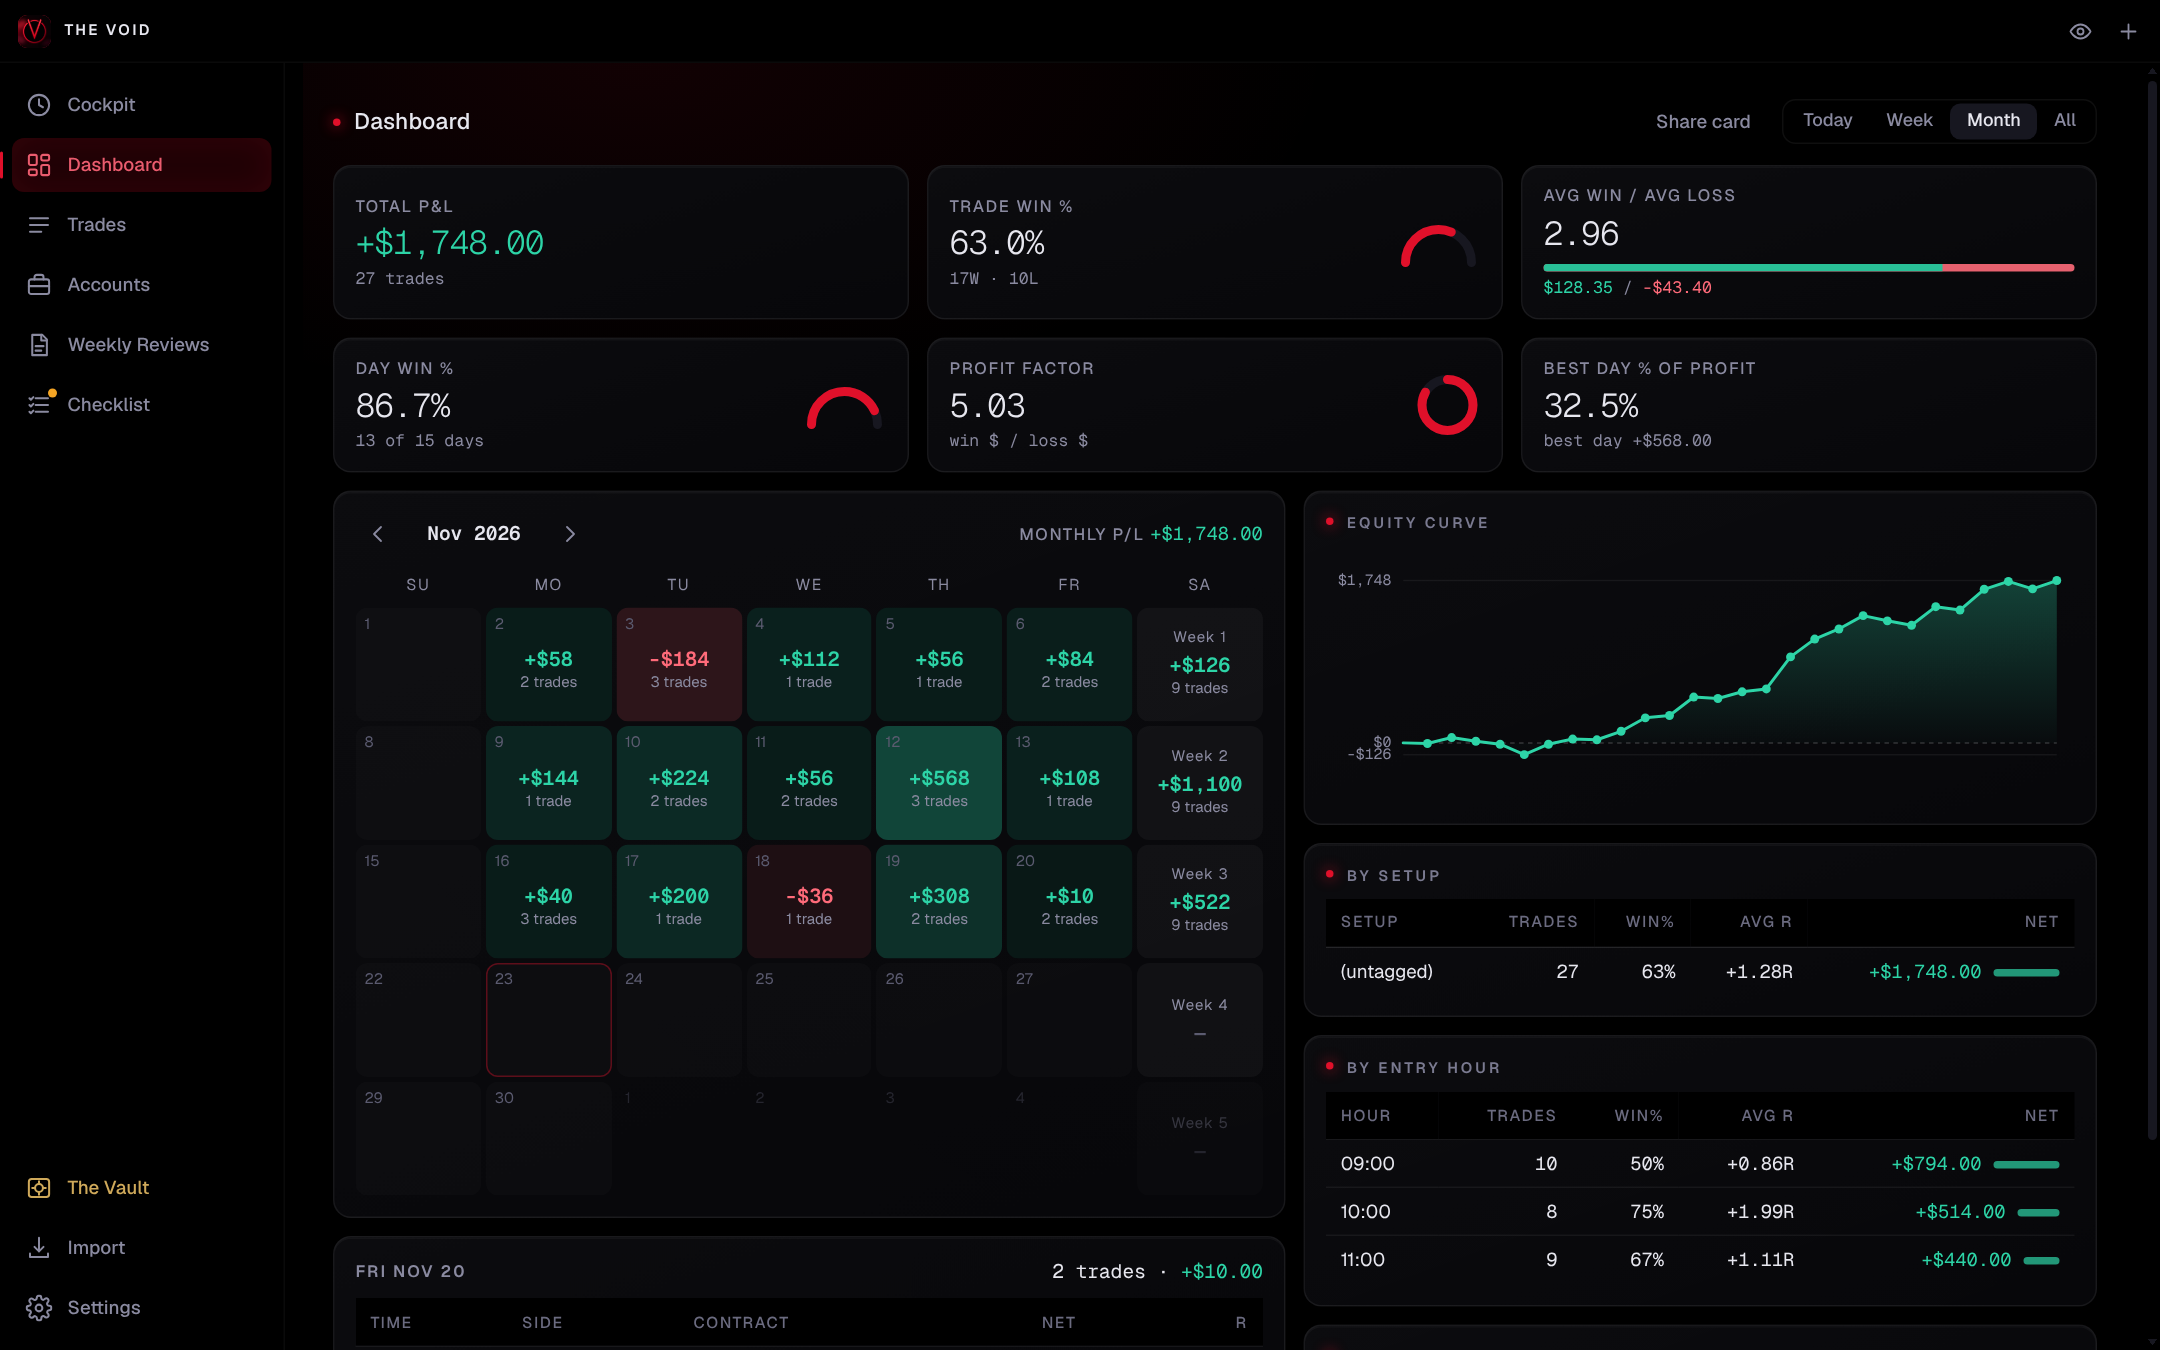 THE VOID
Cockpit
Dashboard
Trades
Accounts
Weekly Reviews
Checklist
The Vault
Import
Settings
Dashboard
Share card
Today Week Month All
TOTAL P&L
+$1,748.00
27 trades
TRADE WIN %
63.0%
17W · 10L
AVG WIN / AVG LOSS
2.96
$128.35 / -$43.40
DAY WIN %
86.7%
13 of 15 days
PROFIT FACTOR
5.03
win $ / loss $
BEST DAY % OF PROFIT
32.5%
best day +$568.00
Nov 2026
MONTHLY P/L +$1,748.00
SU MO TU WE TH FR SA
1 2 3 4 5 6 Week 1
+$58 -$184 +$112 +$56 +$84 +$126
2 trades 3 trades 1 trade 1 trade 2 trades 9 trades
8 9 10 11 12 13 Week 2
+$144 +$224 +$56 +$568 +$108 +$1,100
1 trade 2 trades 2 trades 3 trades 1 trade 9 trades
15 16 17 18 19 20 Week 3
+$40 +$200 -$36 +$308 +$10 +$522
3 trades 1 trade 1 trade 2 trades 2 trades 9 trades
22 23 24 25 26 27 Week 4
—
29 30 1 2 3 4 Week 5
—
FRI NOV 20
2 trades · +$10.00
TIME SIDE CONTRACT NET R
EQUITY CURVE
$1,748
$0
-$126
BY SETUP
SETUP TRADES WIN% AVG R NET
(untagged) 27 63% +1.28R +$1,748.00
BY ENTRY HOUR
HOUR TRADES WIN% AVG R NET
09:00 10 50% +0.86R +$794.00
10:00 8 75% +1.99R +$514.00
11:00 9 67% +1.11R +$440.00